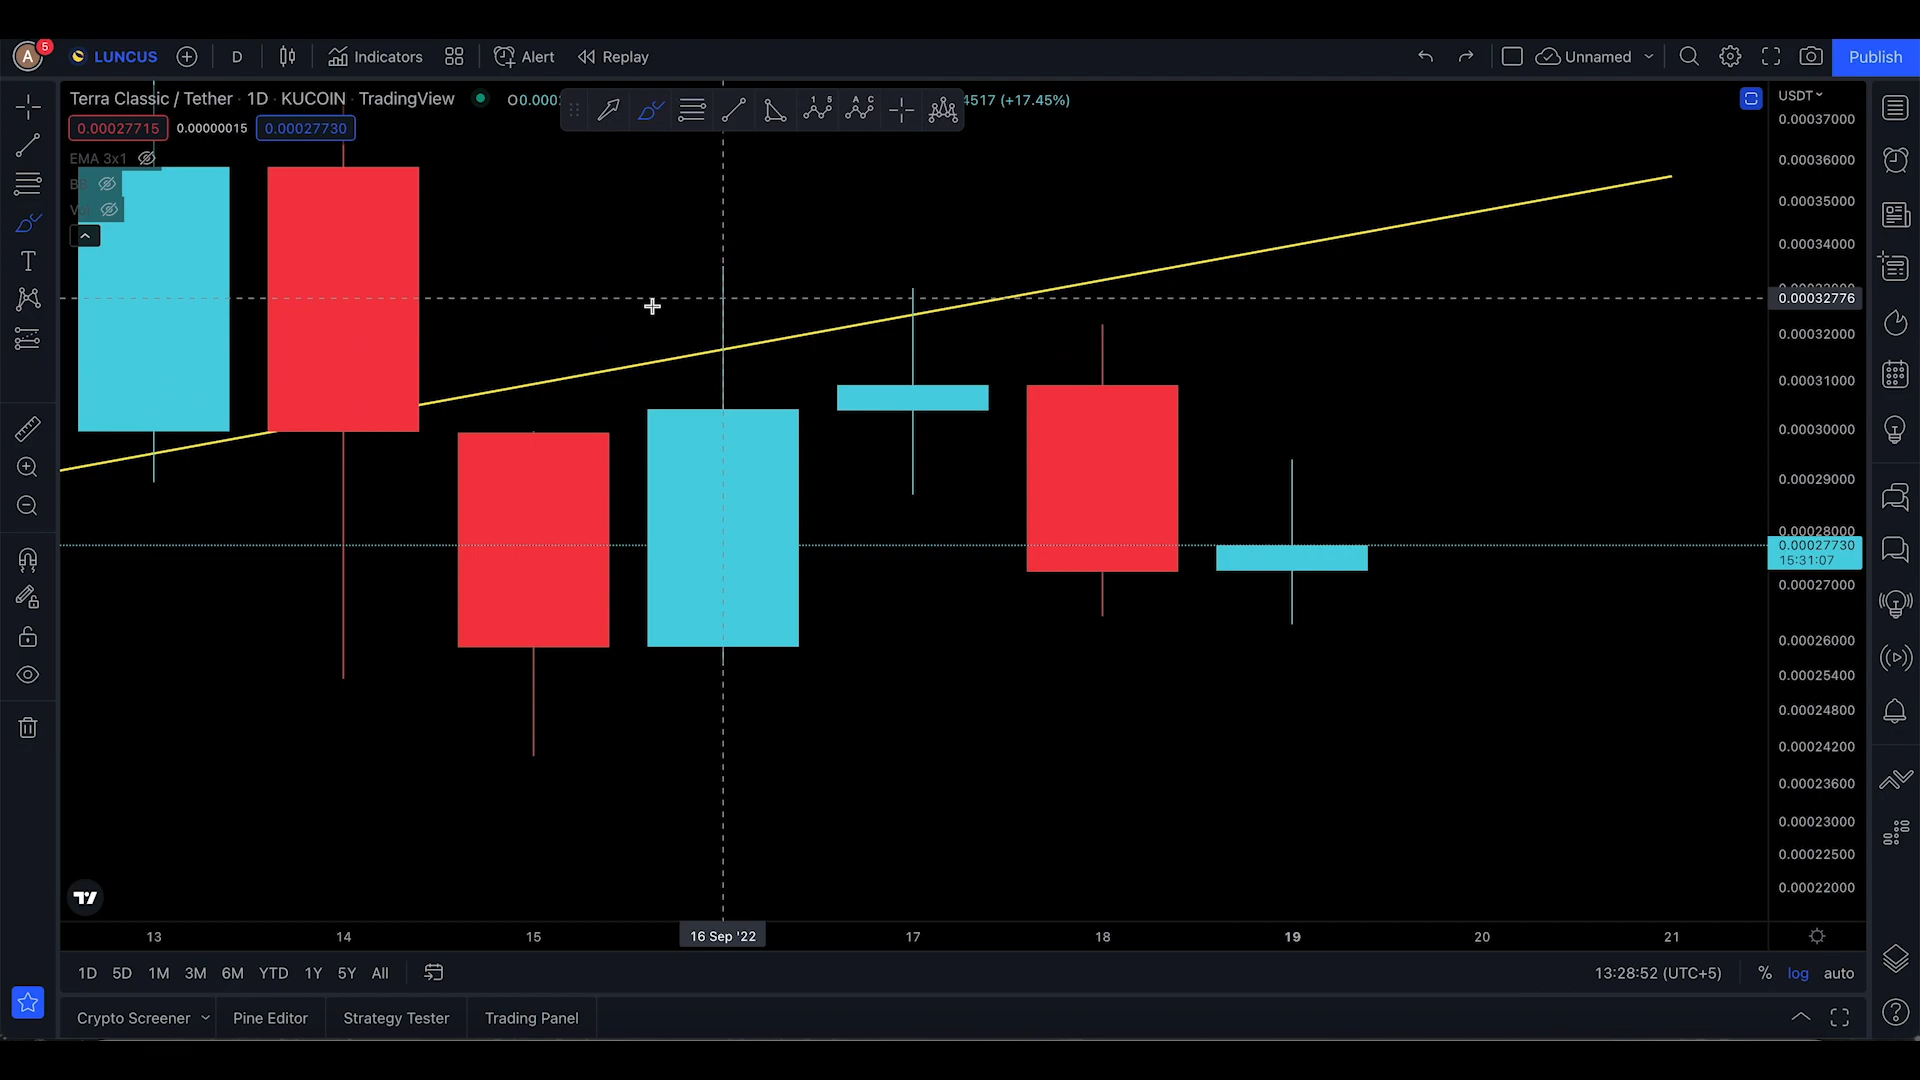 A 5 LUNCUS D Indicators Alert Replay Unnamed Publish
Terra Classic / Tether · 1D · KUCOIN · TradingView O0.000 4517 (+17.45%) USDT
0.00027715 0.00000015 0.00027730
EMA 3x1
1 5
A C
T
0.00037000
0.00036000
0.00035000
0.00034000
0.00032776
0.00032000
0.00031000
0.00030000
0.00029000
0.00028000
0.00027730
15:31:07
0.00027000
0.00026000
0.00025400
0.00024800
0.00024200
0.00023600
0.00023000
0.00022500
0.00022000
13 14 15 16 Sep '22 17 18 19 20 21
1D 5D 1M 3M 6M YTD 1Y 5Y All 13:28:52 (UTC+5) % log auto
Crypto Screener Pine Editor Strategy Tester Trading Panel